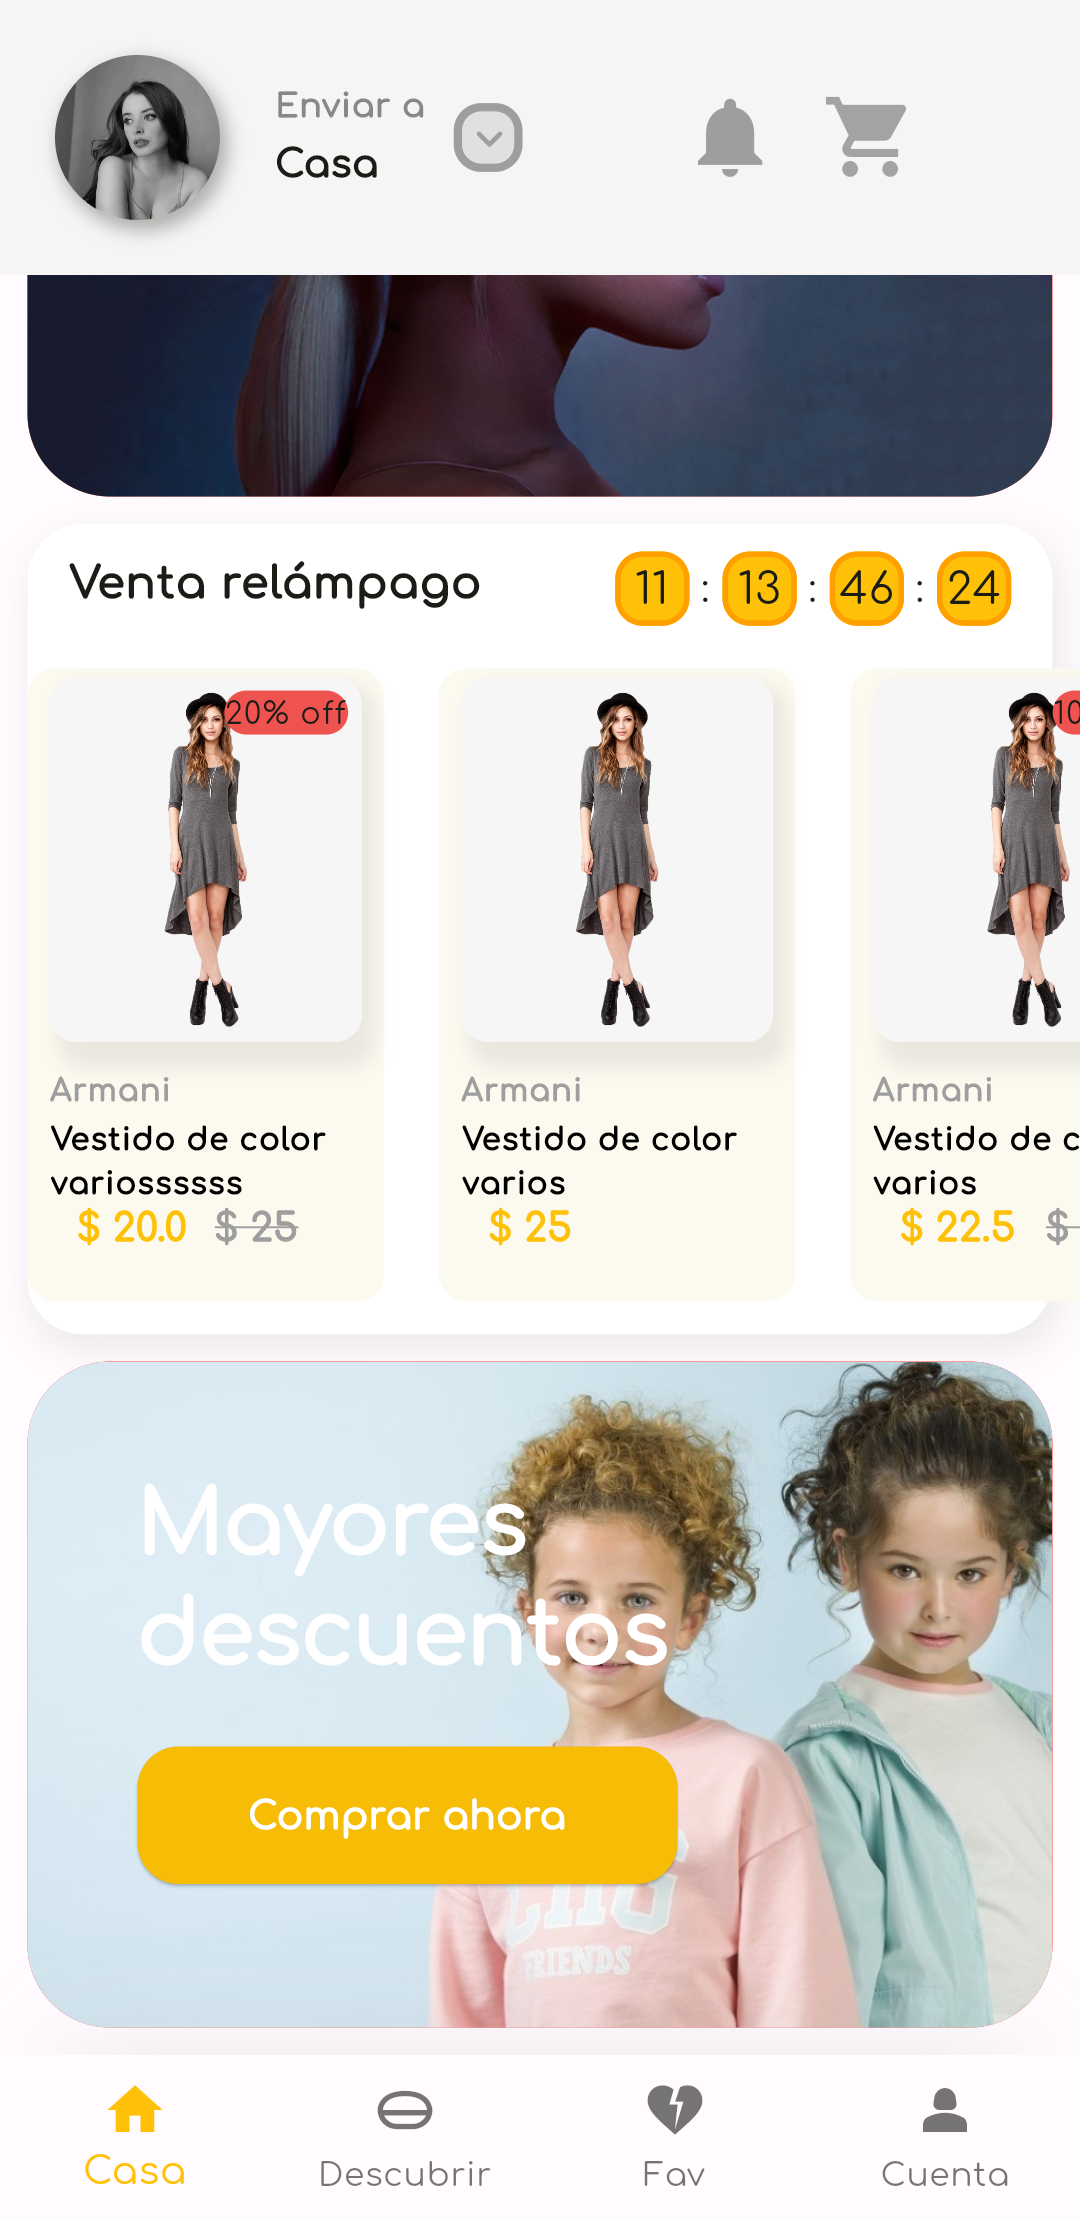 Enviar a
Casa
Venta relámpago
11 : 13 : 46 : 24
20% off
10
Armani
Vestido de color
variossssss
$ 20.0 $ 25
Armani
Vestido de color
varios
$ 25
Armani
Vestido de c
varios
$ 22.5 $
Mayores
descuentos
Comprar ahora
FRIENDS
Casa
Descubrir
Fav
Cuenta